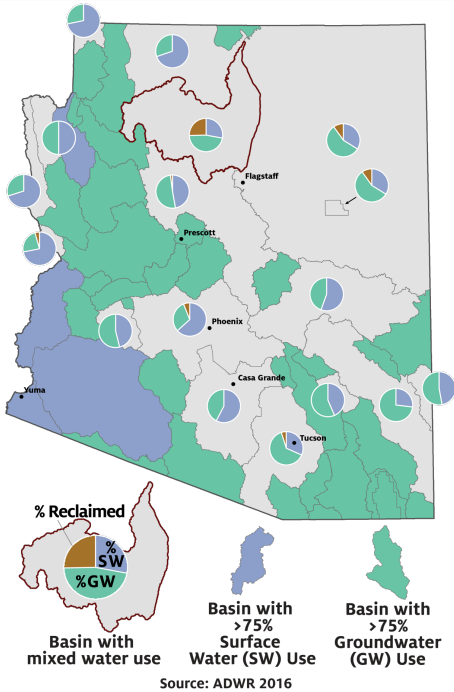 Flagstaff
Prescott
Phoenix
Casa Grande
Yuma
Tucson
% Reclaimed
%
SW
%GW
Basin with
mixed water use
Basin with
>75%
Surface
Water (SW) Use
Basin with
>75%
Groundwater
(GW) Use
Source: ADWR 2016